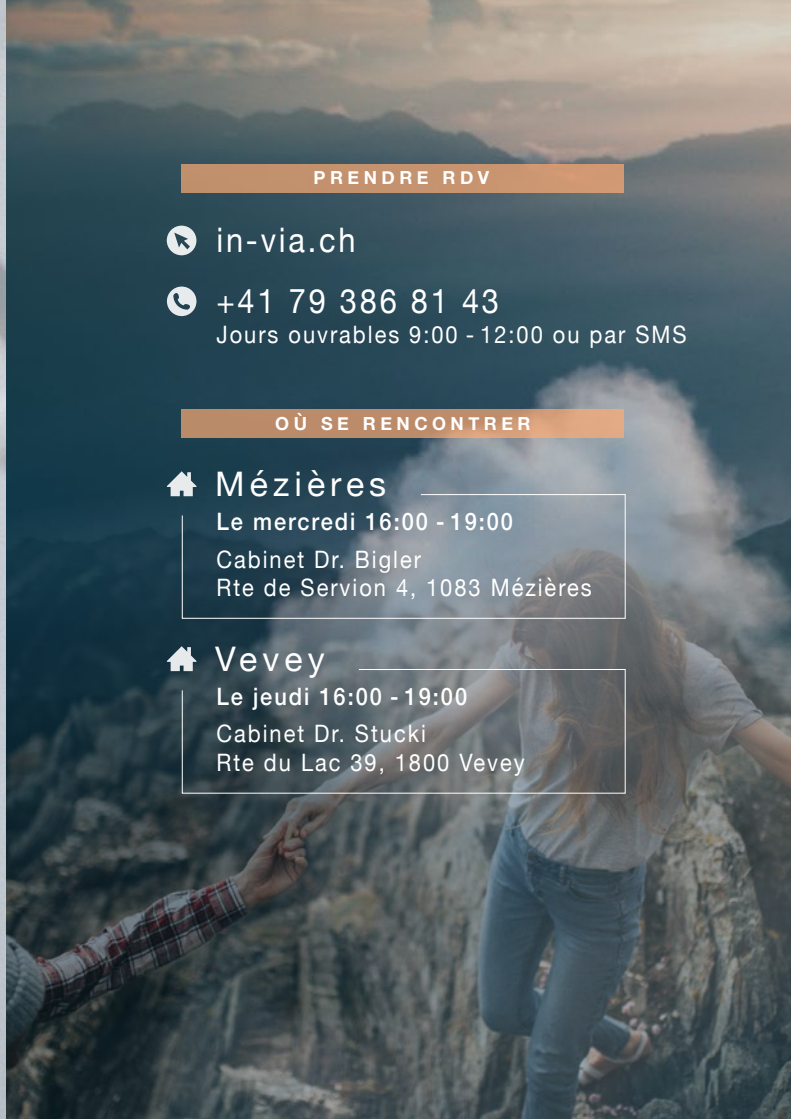 PRENDRE RDV
in-via.ch
+41 79 386 81 43
Jours ouvrables 9:00 - 12:00 ou par SMS
OÙ SE RENCONTRER
Mézières
Le mercredi 16:00 - 19:00
Cabinet Dr. Bigler
Rte de Servion 4, 1083 Mézières
Vevey
Le jeudi 16:00 - 19:00
Cabinet Dr. Stucki
Rte du Lac 39, 1800 Vevey